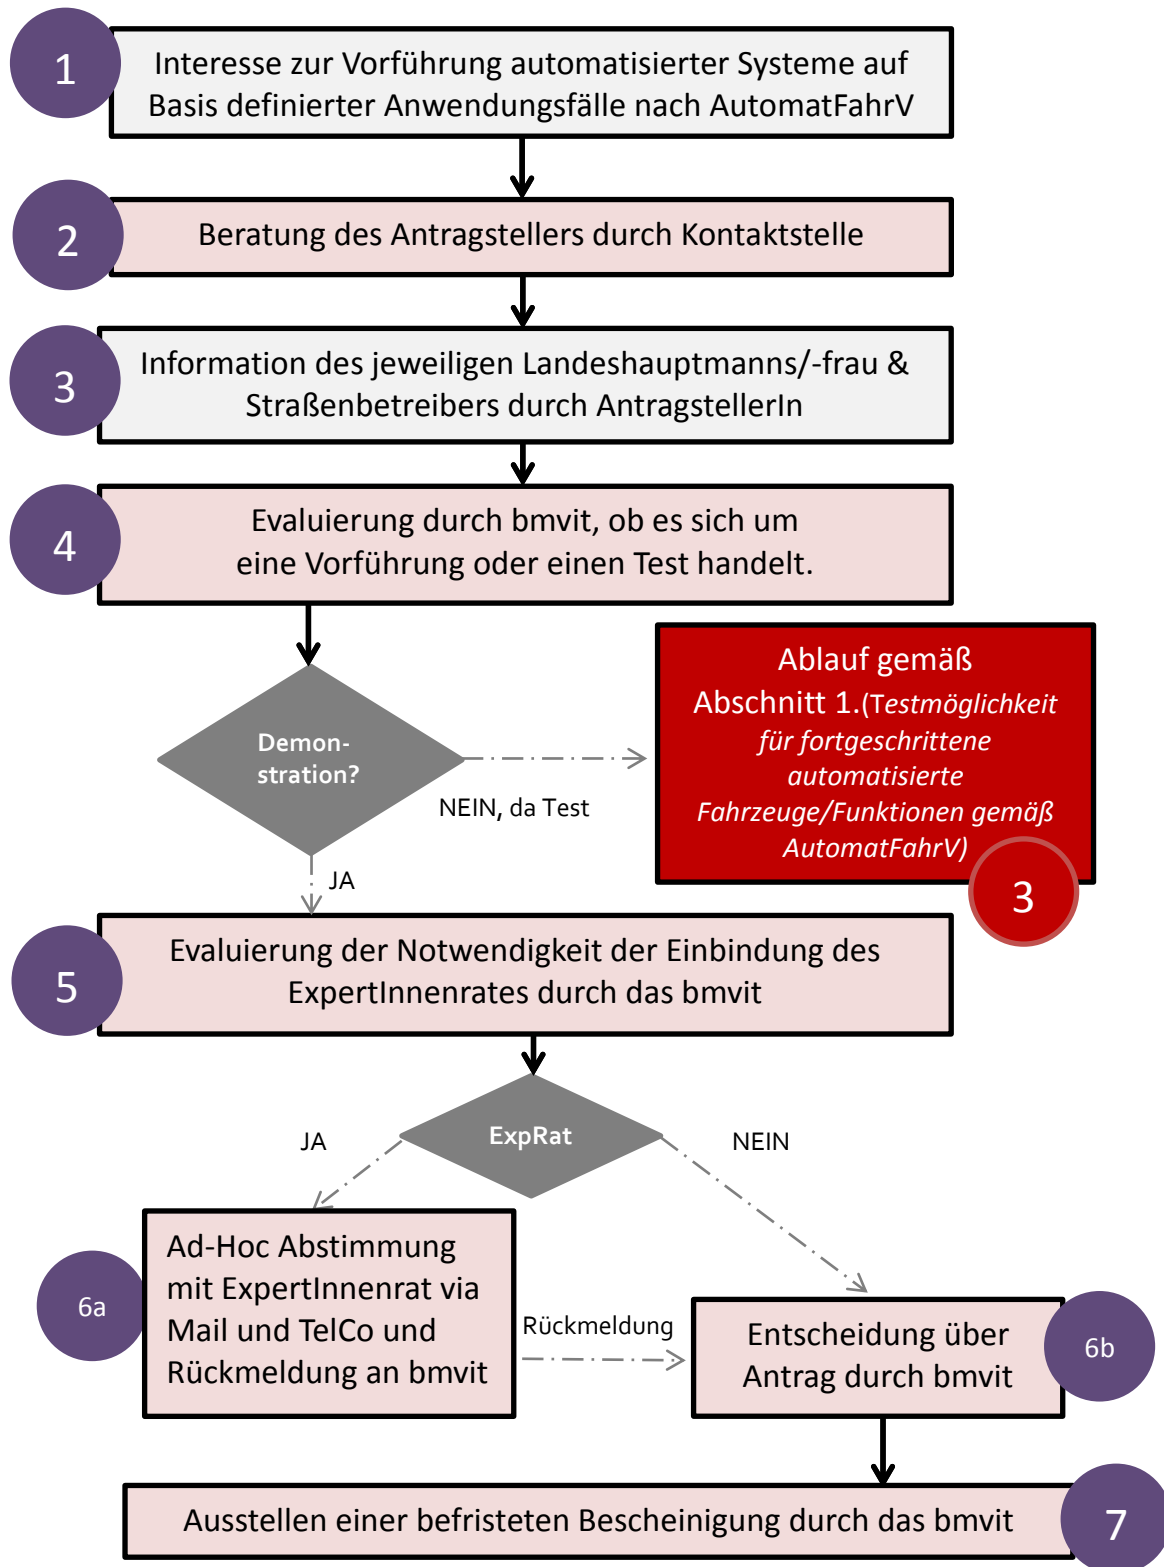 1
Interesse zur Vorführung automatisierter Systeme auf
Basis definierter Anwendungsfälle nach AutomatFahrV
2
Beratung des Antragstellers durch Kontaktstelle
3
Information des jeweiligen Landeshauptmanns/-frau &
Straßenbetreibers durch AntragstellerIn
4
Evaluierung durch bmvit, ob es sich um
eine Vorführung oder einen Test handelt.
Demon-
stration?
NEIN, da Test
Ablauf gemäß
Abschnitt 1.(Testmöglichkeit
für fortgeschrittene
automatisierte
Fahrzeuge/Funktionen gemäß
AutomatFahrV)
3
JA
5
Evaluierung der Notwendigkeit der Einbindung des
ExpertInnenrates durch das bmvit
ExpRat
JA
NEIN
6a
Ad-Hoc Abstimmung
mit ExpertInnenrat via
Mail und TelCo und
Rückmeldung an bmvit
Rückmeldung
Entscheidung über
Antrag durch bmvit
6b
Ausstellen einer befristeten Bescheinigung durch das bmvit
7